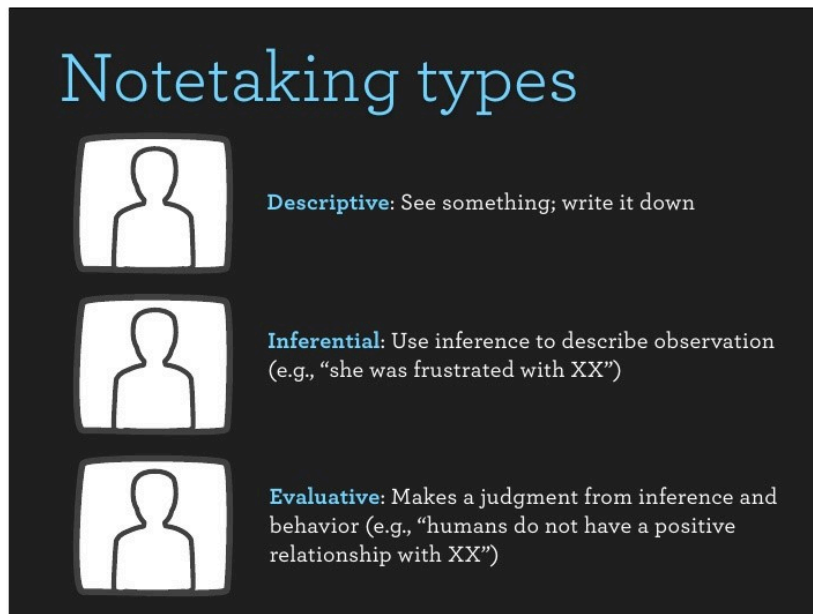 Notetaking types
Descriptive: See something; write it down
Inferential: Use inference to describe observation
(e.g., “she was frustrated with XX”)
Evaluative: Makes a judgment from inference and
behavior (e.g., “humans do not have a positive
relationship with XX”)